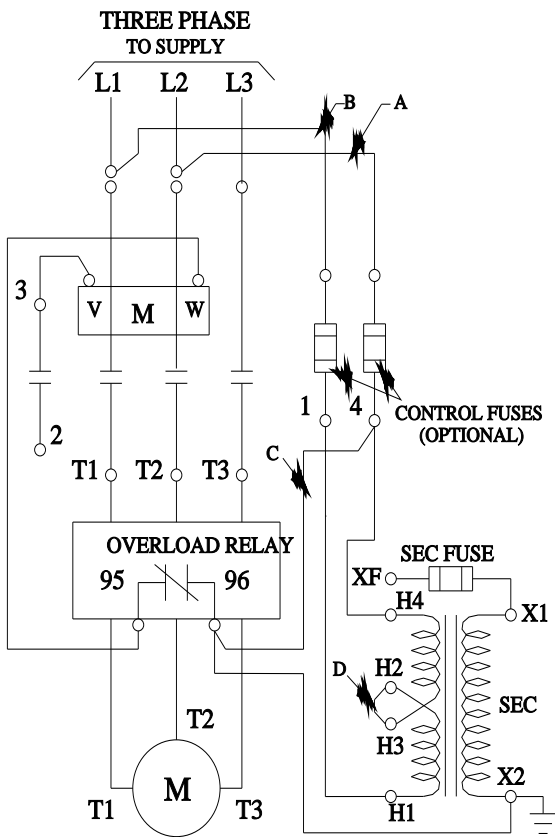 THREE PHASE
TO SUPPLY
L1 L2 L3
B A
3
V M W
1 4
CONTROL FUSES
(OPTIONAL)
2
C
T1 T2 T3
OVERLOAD RELAY
95 96
SEC FUSE
XF
H4 X1
D H2
SEC
H3
T2
M
X2
T1 T3
H1